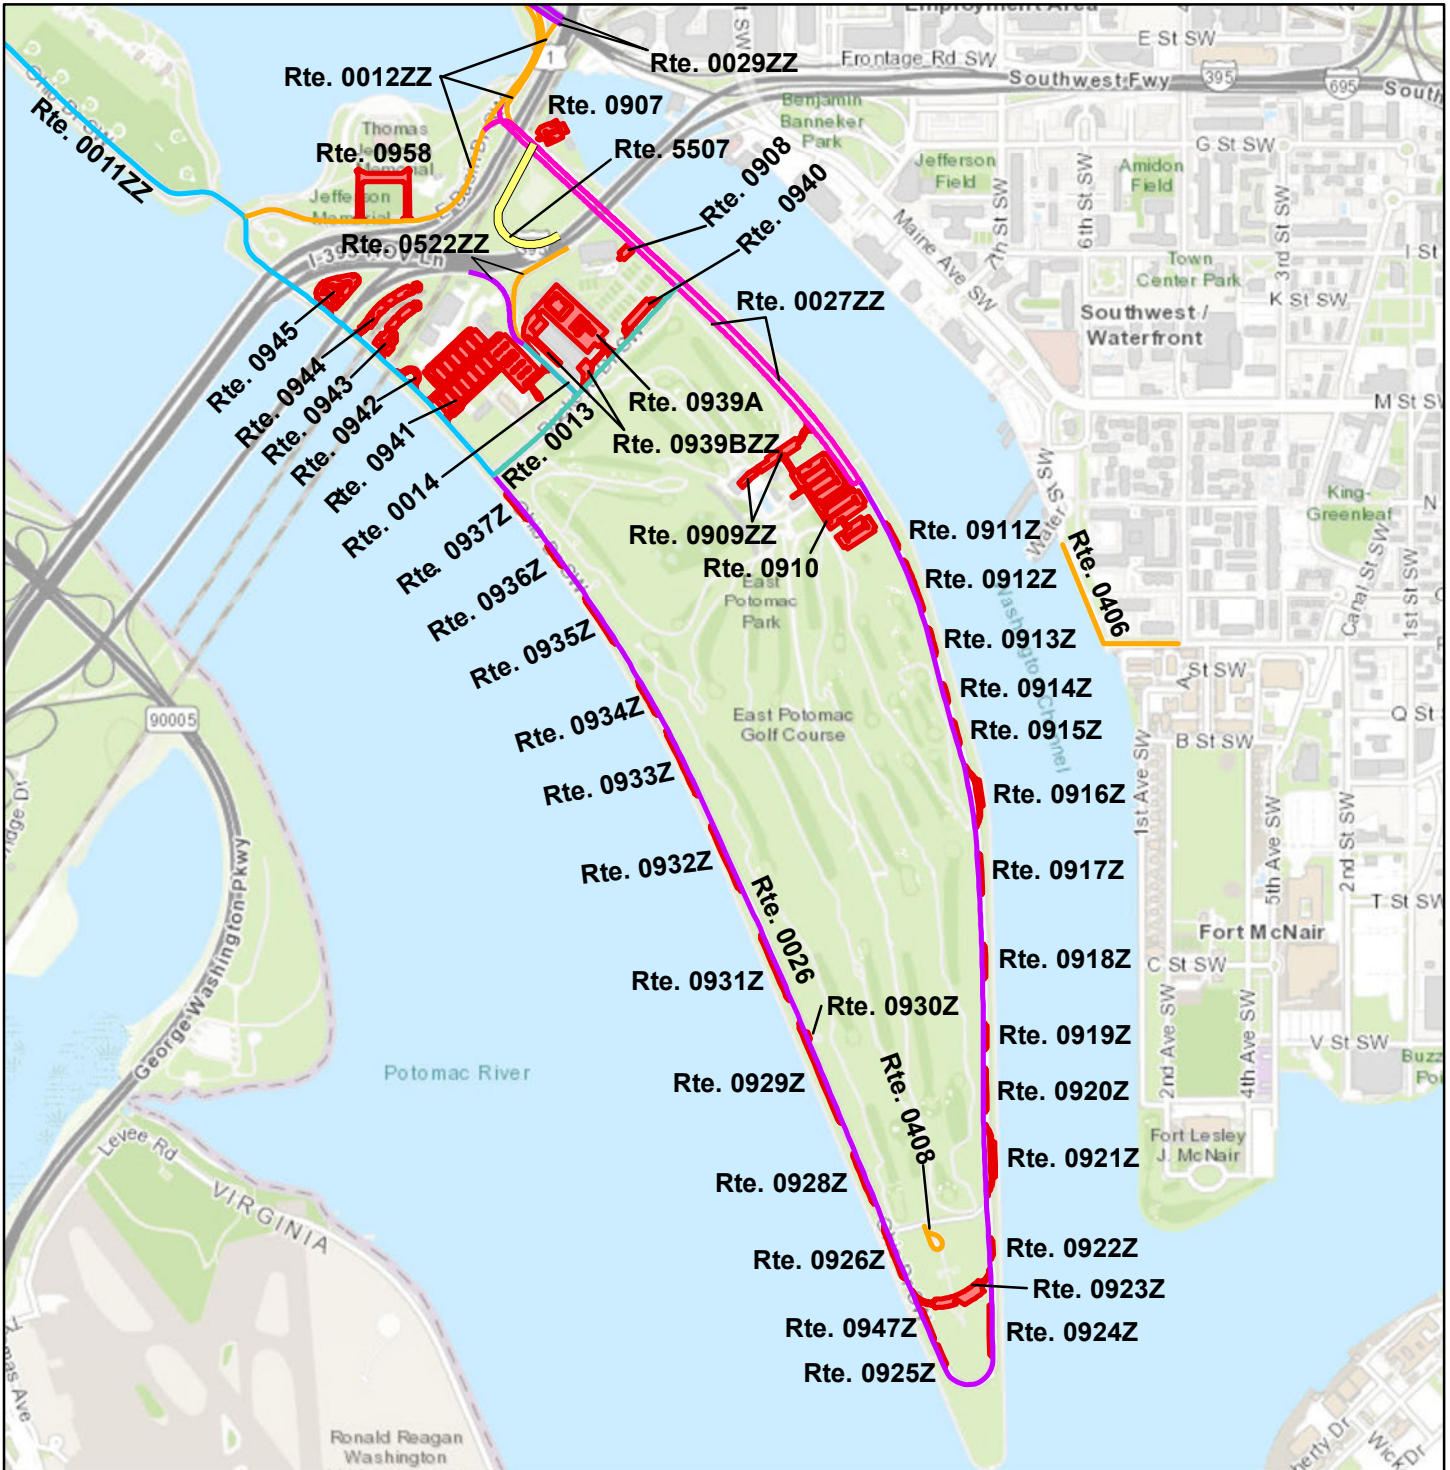 Employment Area
E St SW
Rte. 0029ZZ
Frontage Rd SW
1
Rte. 0012ZZ
Southwest Fwy
395
695
South
Rte. 0907
Benjamin
Banneker
Park
Rte. 0011ZZ
Thomas
Rte. 0958
Jefferson
Rte. 5507
Rte. 0908
Rte. 0940
Jefferson
Field
Amidon
Field
G St SW
6th St SW
7th St SW
3rd St SW
Maine Ave SW
I St
Rte. 0522ZZ
I-395 HOV Ln
Town
Center Park
K St SW
Southwest /
Waterfront
Rte. 0027ZZ
Rte. 0945
Rte. 0944
Rte. 0943
Rte. 0942
Rte. 0941
Rte. 0014
Rte. 0013
Rte. 0939A
Rte. 0939BZZ
M St SW
Rte. 0909ZZ
Rte. 0910
Water St SW
King-
Greenleaf
N
Canal St SW
1st St SW
Rte. 0937Z
Rte. 0936Z
Rte. 0935Z
Rte. 0934Z
Rte. 0933Z
Rte. 0932Z
Rte. 0931Z
Rte. 0930Z
Rte. 0929Z
Rte. 0928Z
Rte. 0926Z
Rte. 0947Z
Rte. 0925Z
Rte. 0026
Rte. 0408
East
Potomac
Park
East Potomac
Golf Course
Rte. 0911Z
Rte. 0912Z
Rte. 0913Z
Rte. 0914Z
Rte. 0915Z
Rte. 0916Z
Rte. 0917Z
Rte. 0918Z
Rte. 0919Z
Rte. 0920Z
Rte. 0921Z
Rte. 0922Z
Rte. 0923Z
Rte. 0924Z
Washington Channel
Rte. 0406
A St SW
B St SW
Q St
1st Ave SW
5th Ave SW
2nd St SW
T St SW
Fort McNair
C St SW
2nd Ave SW
4th Ave SW
V St SW
Fort Lesley
J. McNair
90005
George Washington Pkwy
Potomac River
Levee Rd
VIRGINIA
Ronald Reagan
Washington